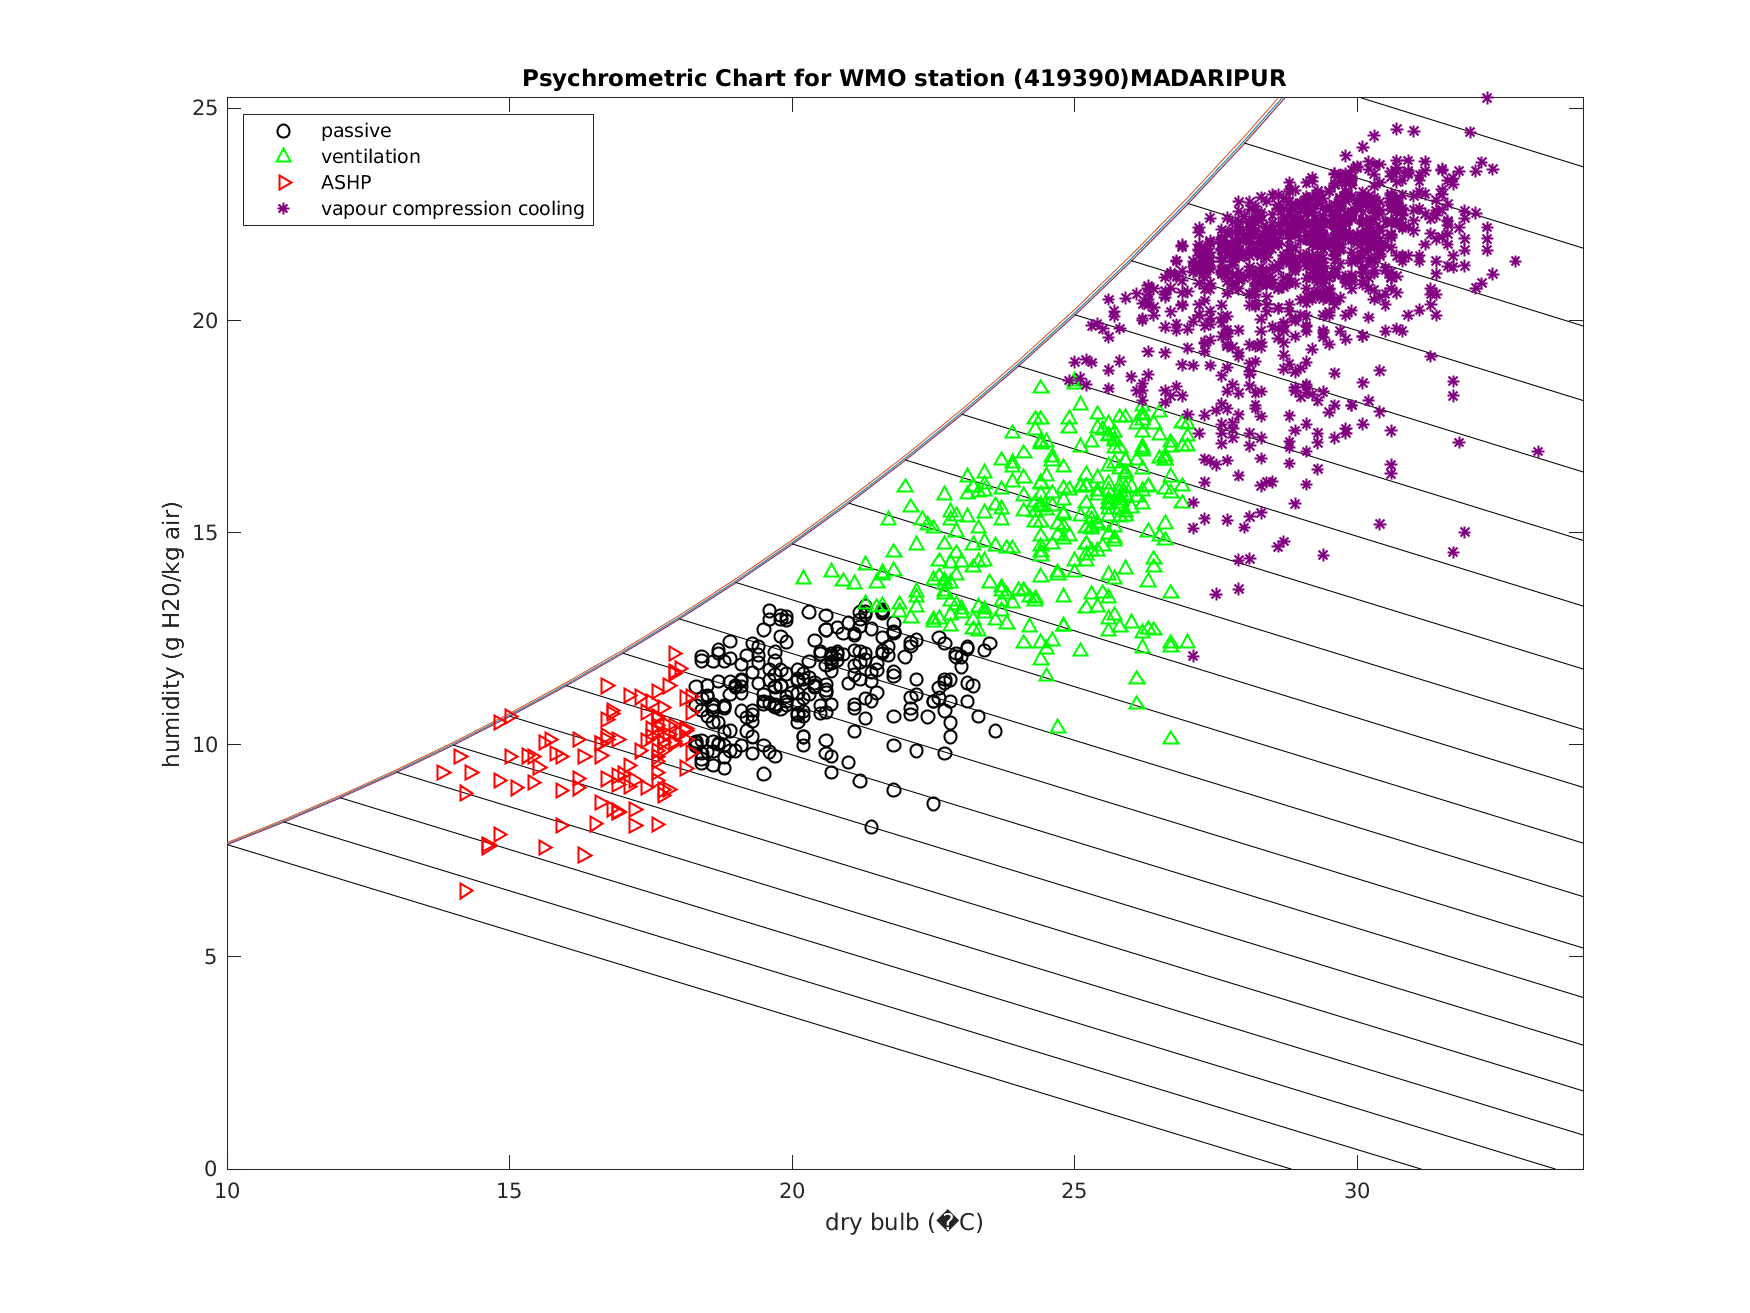 Psychrometric Chart for WMO station (419390)MADARIPUR
passive
ventilation
ASHP
vapour compression cooling
humidity (g H20/kg air)
25
20
15
10
5
0
10 15 20 25 30
dry bulb (�C)